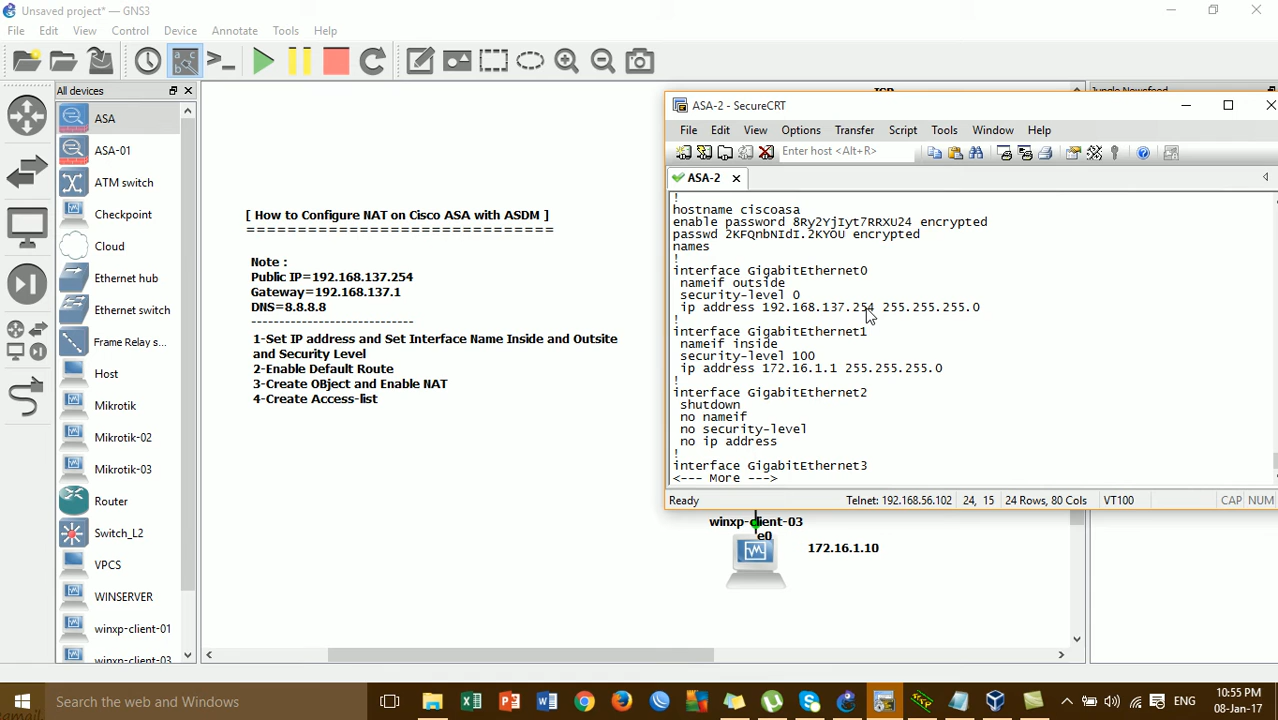 Unsaved project* — GNS3
File Edit View Control Device Annotate Tools Help
All devices
ASA
ASA-01
ATM switch
Checkpoint
Cloud
Ethernet hub
Ethernet switch
Frame Relay s...
Host
Mikrotik
Mikrotik-02
Mikrotik-03
Router
Switch_L2
VPCS
WINSERVER
winxp-client-01
winxp-client-03
[ How to Configure NAT on Cisco ASA with ASDM ]
==============================
Note :
Public IP=192.168.137.254
Gateway=192.168.137.1
DNS=8.8.8.8
---------------------------
1-Set IP address and Set Interface Name Inside and Outsite
and Security Level
2-Enable Default Route
3-Create OBject and Enable NAT
4-Create Access-list
ISP
Jungle Newsfeed
ASA-2 - SecureCRT
File Edit View Options Transfer Script Tools Window Help
Enter host <Alt+R>
ASA-2
!
hostname ciscoasa
enable password 8Ry2YjIyt7RRXU24 encrypted
passwd 2KFQnbNIdI.2KYOU encrypted
names
!
interface GigabitEthernet0
nameif outside
security-level 0
ip address 192.168.137.254 255.255.255.0
!
interface GigabitEthernet1
nameif inside
security-level 100
ip address 172.16.1.1 255.255.255.0
!
interface GigabitEthernet2
shutdown
no nameif
no security-level
no ip address
!
interface GigabitEthernet3
<--- More --->
Ready Telnet: 192.168.56.102 24, 15 24 Rows, 80 Cols VT100 CAP NUM
winxp-client-03
e0
172.16.1.10
Search the web and Windows
ENG
10:55 PM
08-Jan-17